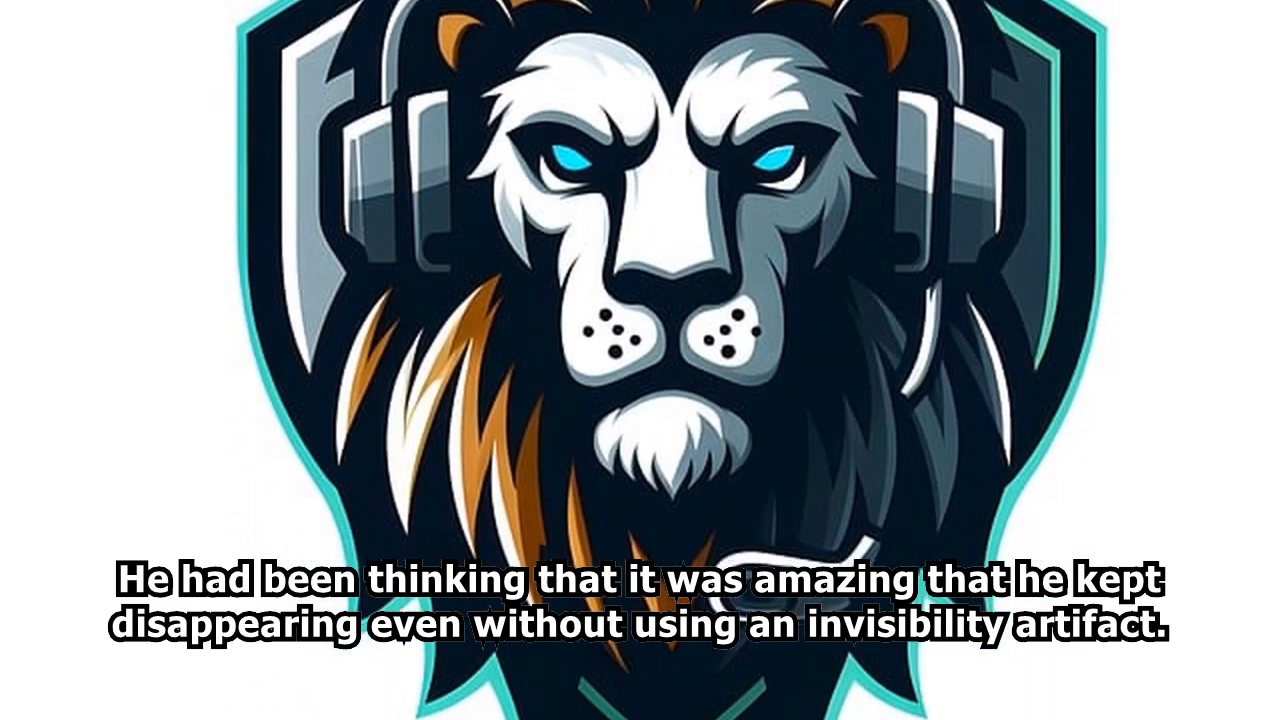 He had been thinking that it was amazing that he kept
disappearing even without using an invisibility artifact.